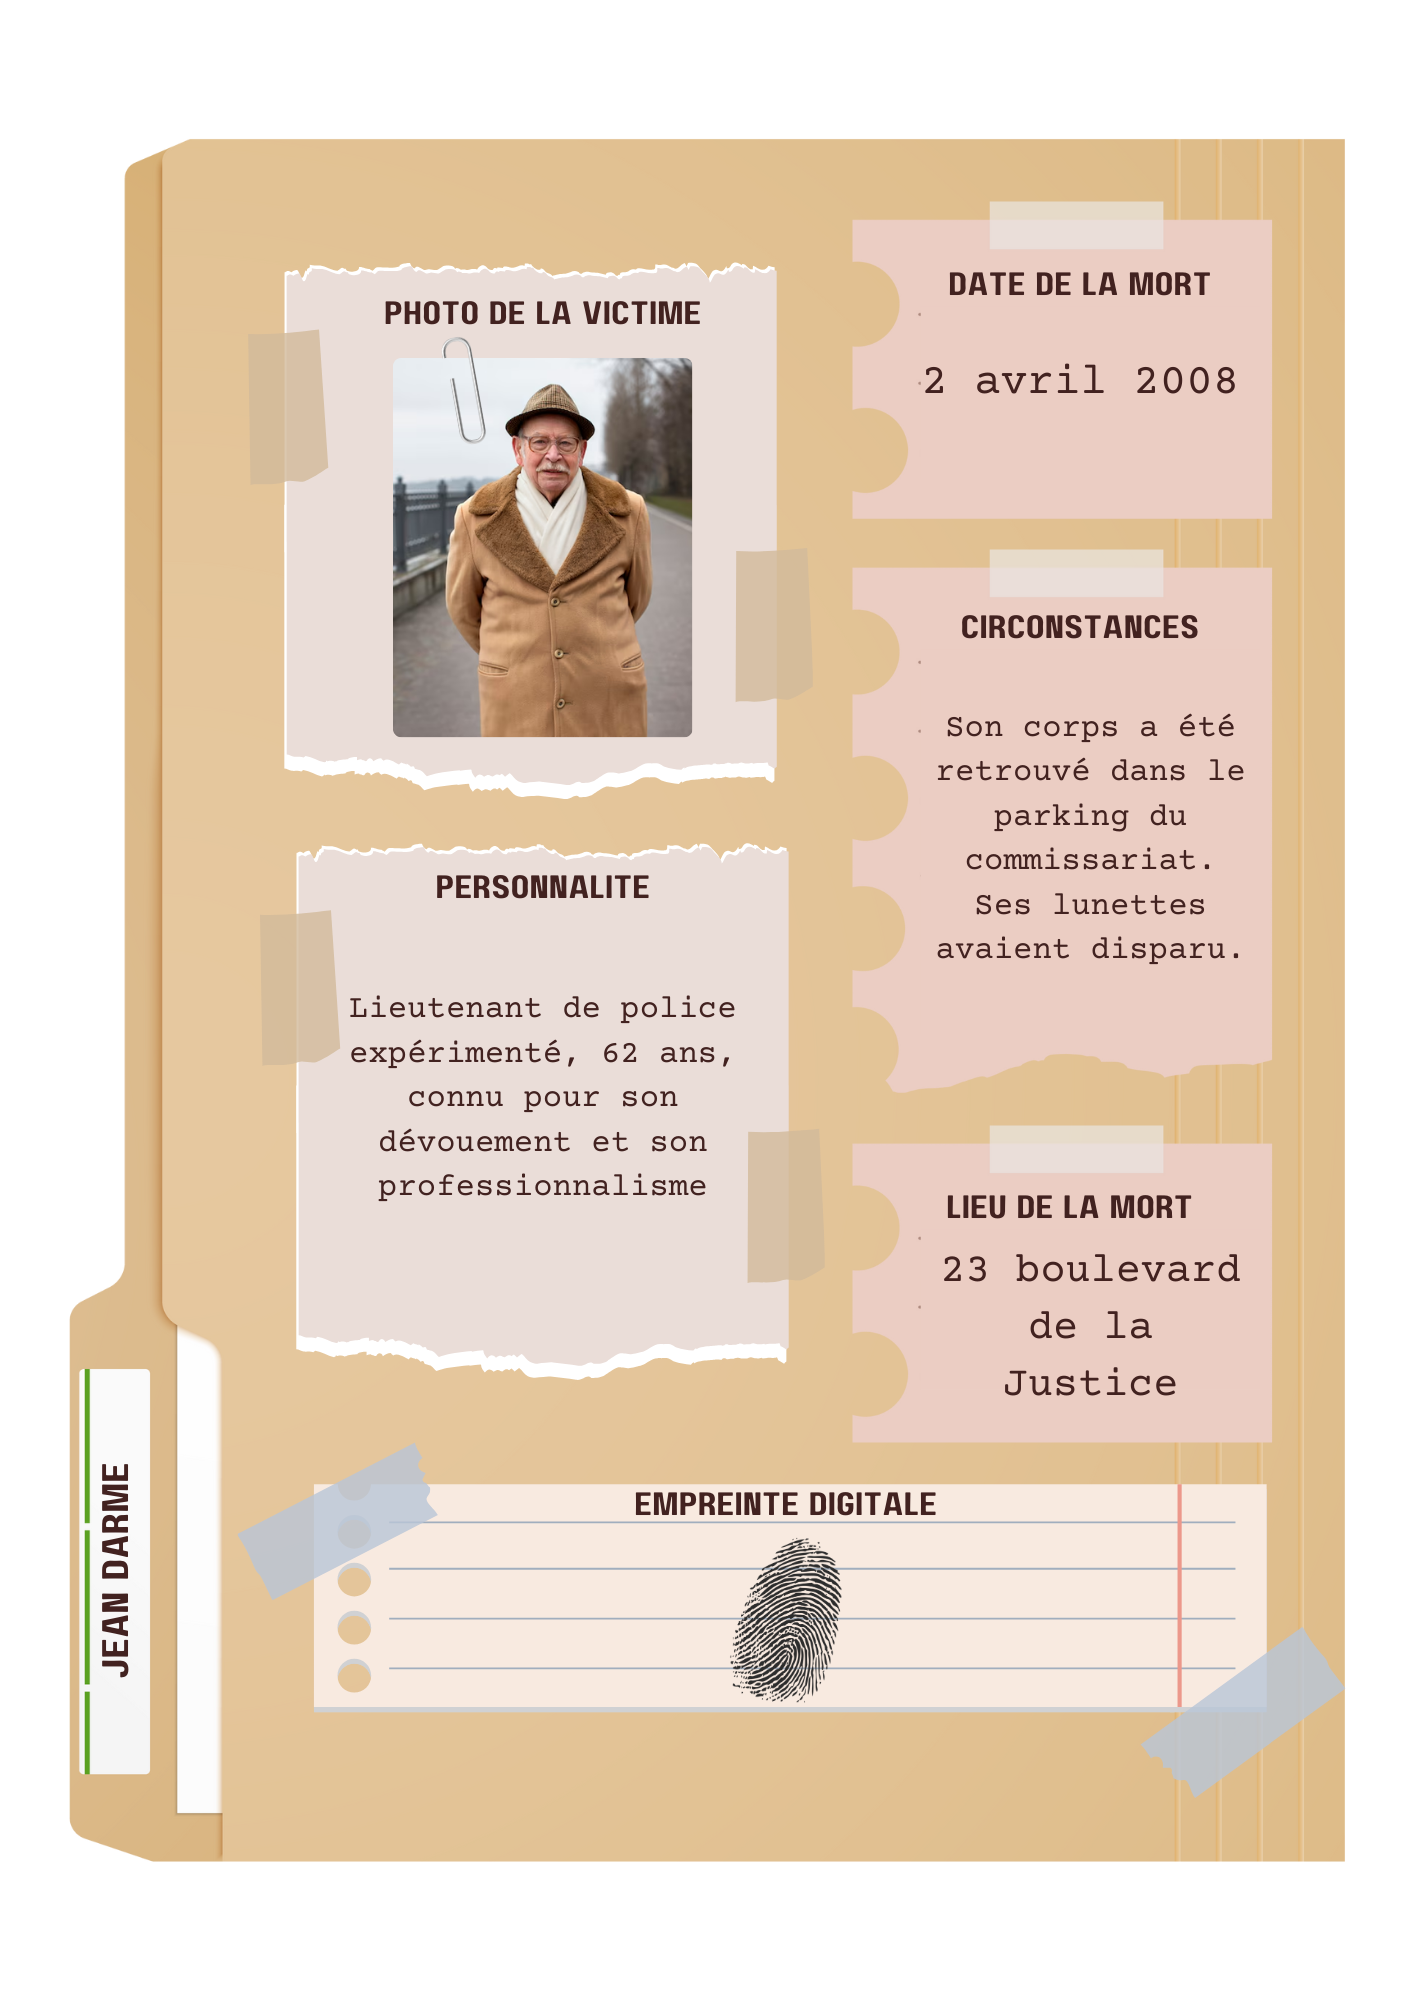 PHOTO DE LA VICTIME
PERSONNALITE
Lieutenant de police
expérimenté, 62 ans,
connu pour son
dévouement et son
professionnalisme
DATE DE LA MORT
2 avril 2008
CIRCONSTANCES
Son corps a été
retrouvé dans le
parking du
commissariat.
Ses lunettes
avaient disparu.
LIEU DE LA MORT
23 boulevard
de la
Justice
EMPREINTE DIGITALE
JEAN DARME